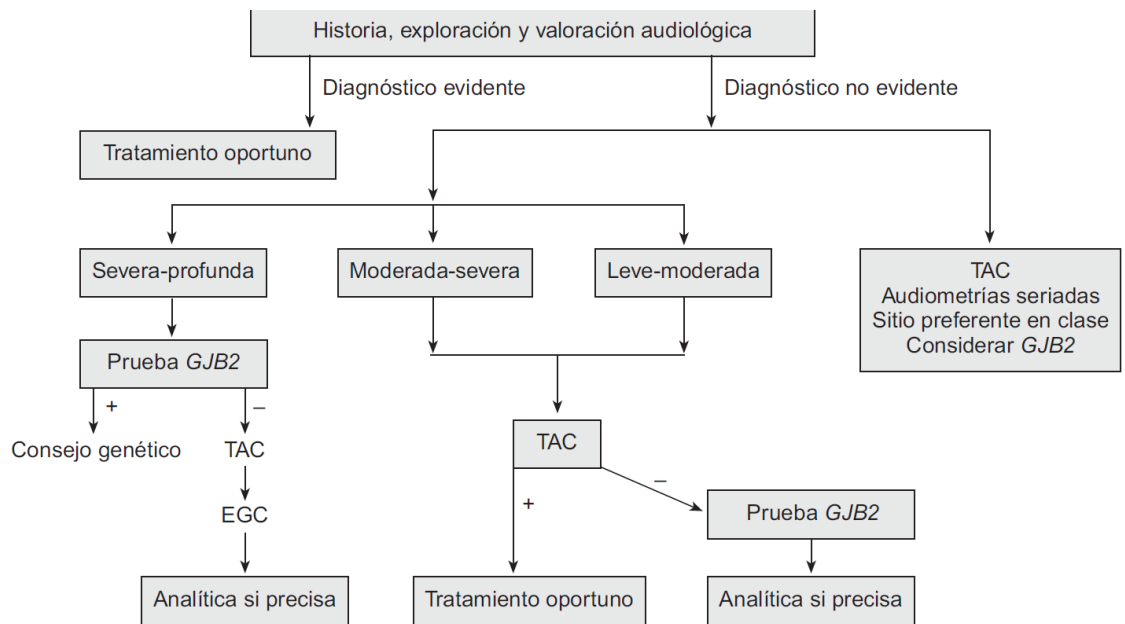 Historia, exploración y valoración audiológica
Diagnóstico evidente
Diagnóstico no evidente
Tratamiento oportuno
Severa-profunda
Moderada-severa
Leve-moderada
TAC
Audiometrías seriadas
Sitio preferente en clase
Considerar GJB2
Prueba GJB2
+
–
Consejo genético
TAC
EGC
Analítica si precisa
TAC
+
–
Prueba GJB2
Tratamiento oportuno
Analítica si precisa